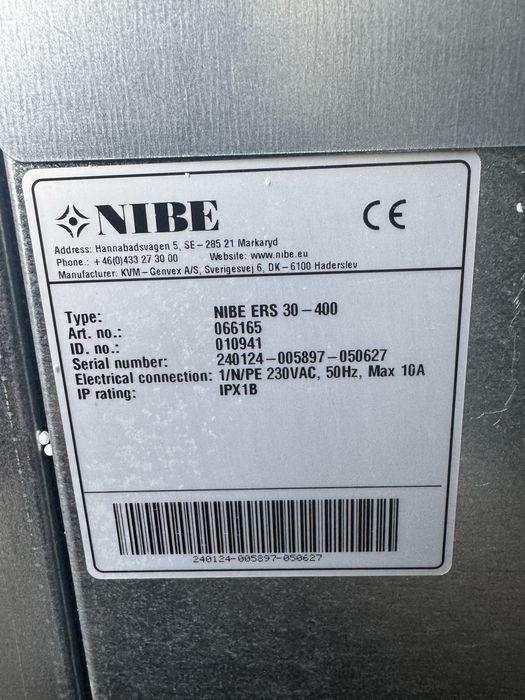 NIBE
CE
Address: Hannabadsvagen 5, SE-285 21 Markaryd
Phone.: +46(0)433 27 30 00 Website: www.nibe.eu
Manufacturer: KVM-Genvex A/S, Sverigesvej 6, DK-6100 Haderslev
Type: NIBE ERS 30-400
Art. no.: 066165
ID. no.: 010941
Serial number: 240124-005897-050627
Electrical connection: 1/N/PE 230VAC, 50Hz, Max 10A
IP rating: IPX1B
240124-005897-050627